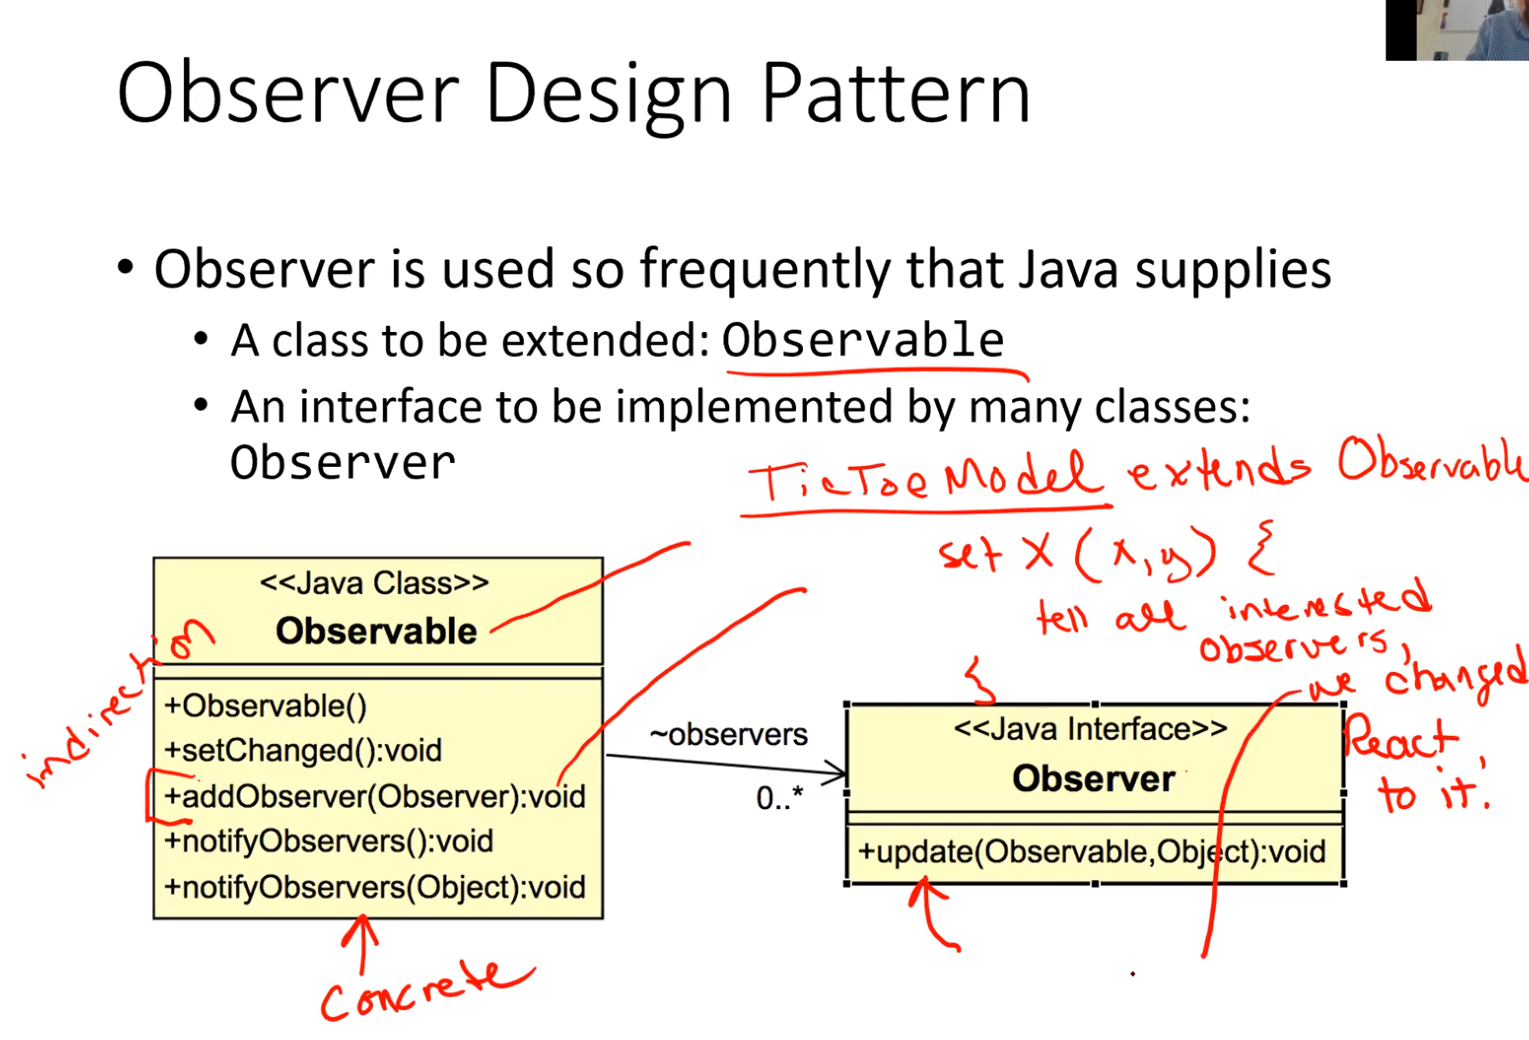 Observer Design Pattern
• Observer is used so frequently that Java supplies
• A class to be extended: Observable
• An interface to be implemented by many classes:
Observer
TicToeModel extends Observable
set X (x,y) {
tell all interested
observers,
we changed
React,
to it.
}
indirection
<<Java Class>>
Observable
+Observable()
+setChanged():void
+addObserver(Observer):void
+notifyObservers():void
+notifyObservers(Object):void
Concrete
~observers
0..*
<<Java Interface>>
Observer
+update(Observable,Object):void